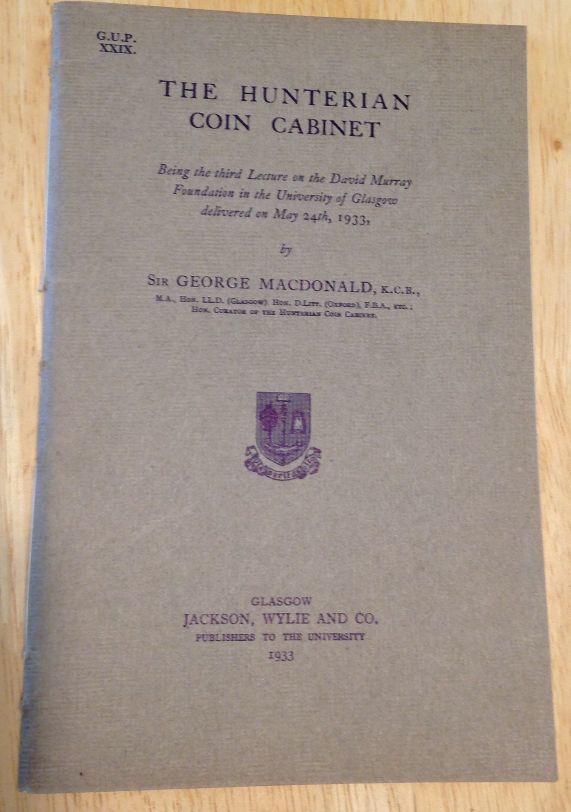 G.U.P.
XXIX.
THE HUNTERIAN
COIN CABINET
Being the third Lecture on the David Murray
Foundation in the University of Glasgow
delivered on May 24th, 1933,
by
SIR GEORGE MACDONALD, K.C.B.,
M.A., HON. LL.D. (GLASGOW), HON. D.LITT. (OXFORD), F.B.A., ETC.;
HON. CURATOR OF THE HUNTERIAN COIN CABINET.
GLASGOW
JACKSON, WYLIE AND CO.
PUBLISHERS TO THE UNIVERSITY
1933